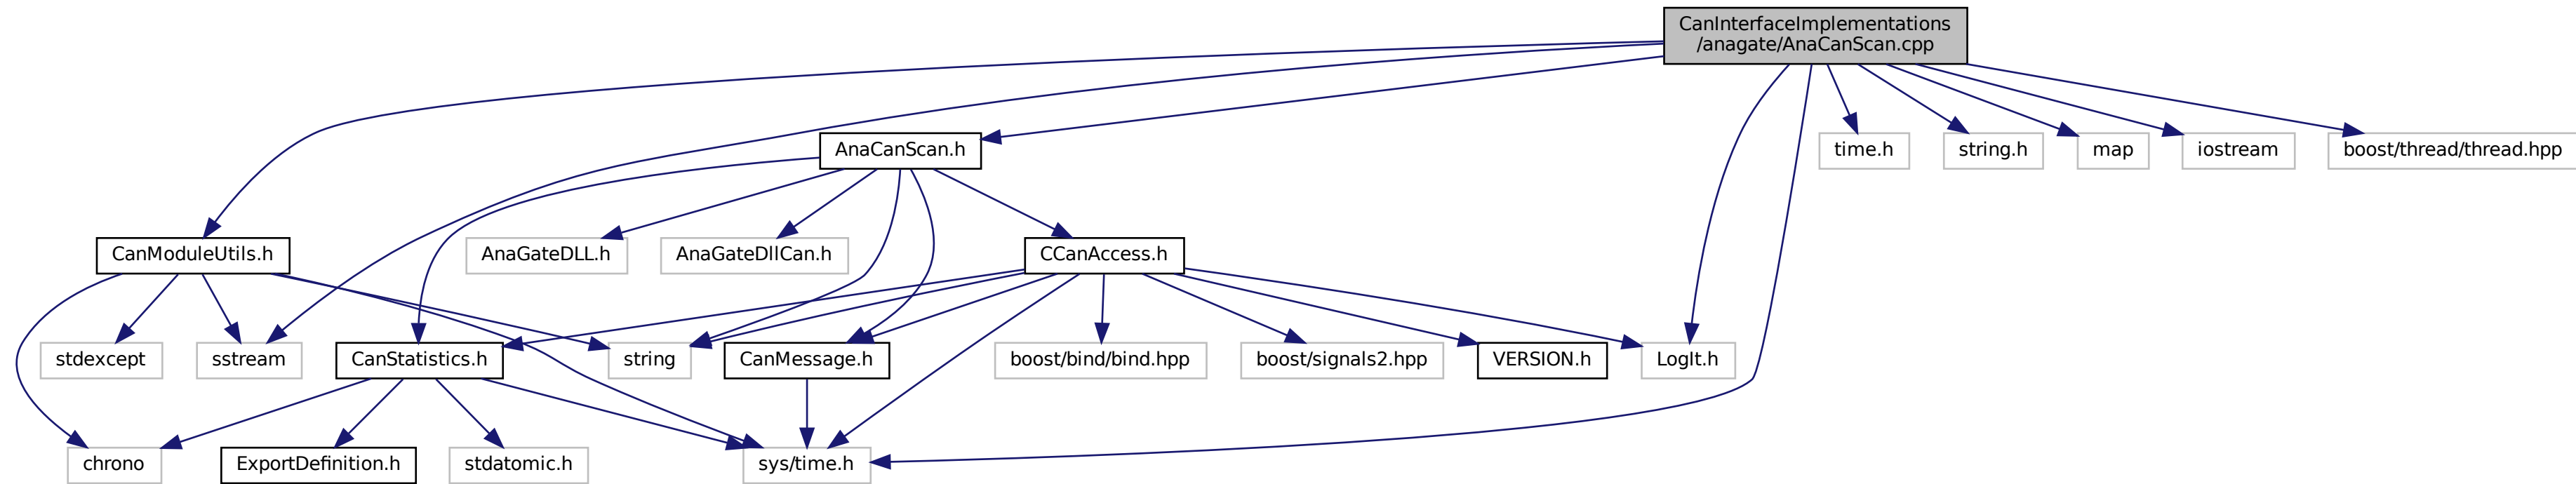 CanInterfaceImplementations
/anagate/AnaCanScan.cpp
AnaCanScan.h
time.h
string.h
map
iostream
boost/thread/thread.hpp
CanModuleUtils.h
AnaGateDLL.h
AnaGateDllCan.h
CCanAccess.h
stdexcept
sstream
CanStatistics.h
string
CanMessage.h
boost/bind/bind.hpp
boost/signals2.hpp
VERSION.h
LogIt.h
chrono
ExportDefinition.h
stdatomic.h
sys/time.h